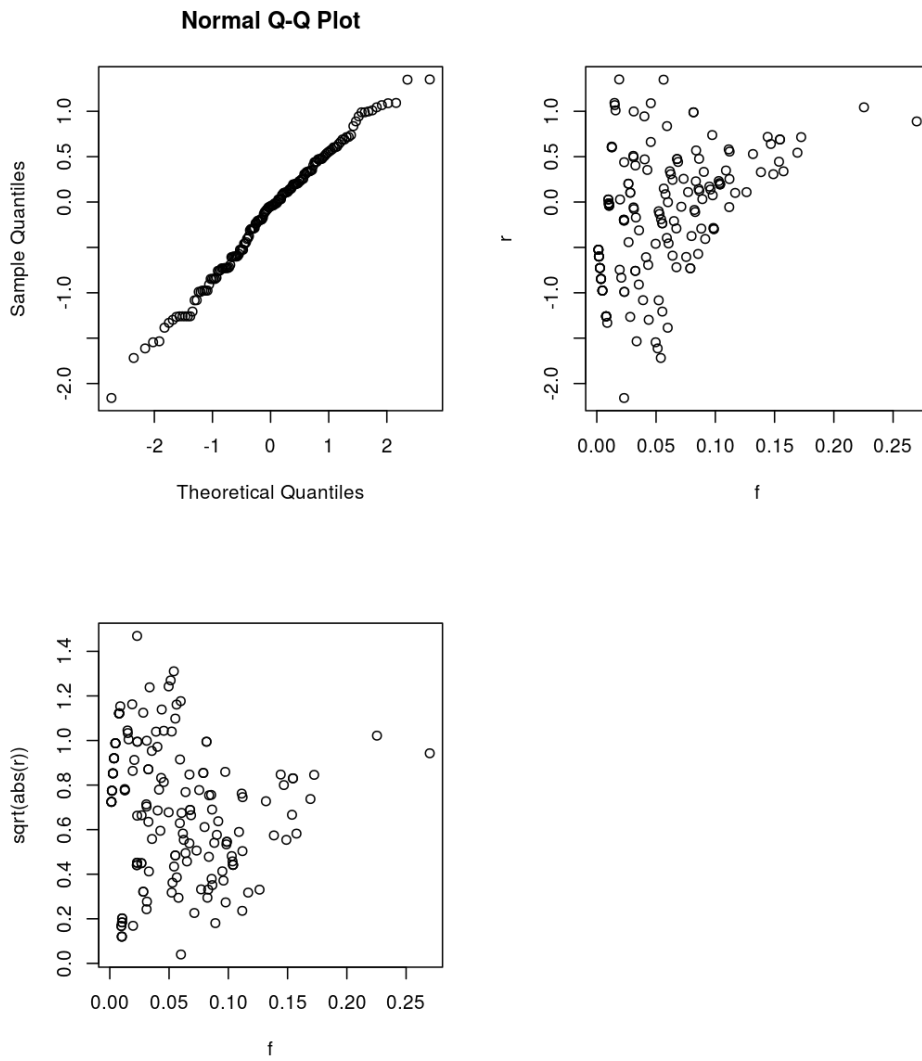 Normal Q-Q Plot
Sample Quantiles
1.0
0.5
0.0
-1.0
-2.0
-2 -1 0 1 2
Theoretical Quantiles
r
1.0
0.5
0.0
-1.0
-2.0
0.00 0.05 0.10 0.15 0.20 0.25
f
sqrt(abs(r))
1.4
1.2
1.0
0.8
0.6
0.4
0.2
0.0
0.00 0.05 0.10 0.15 0.20 0.25
f